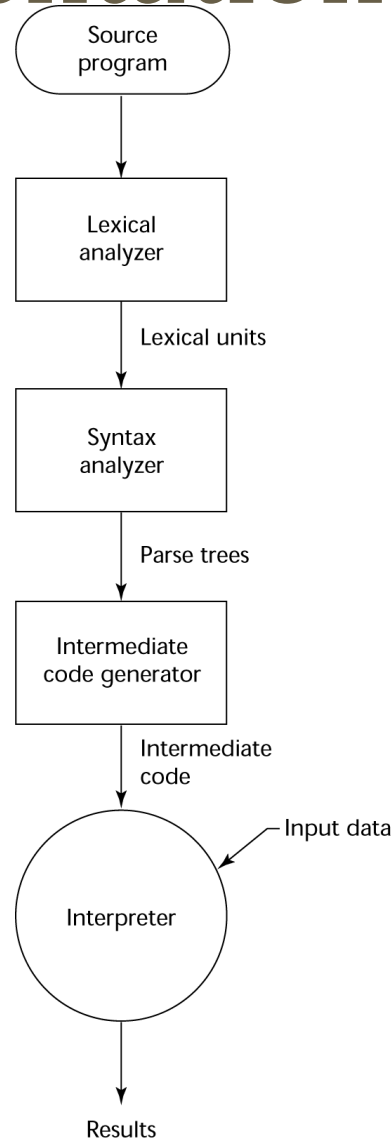 Source
program
Lexical
analyzer
Lexical units
Syntax
analyzer
Parse trees
Intermediate
code generator
Intermediate
code
Input data
Interpreter
Results